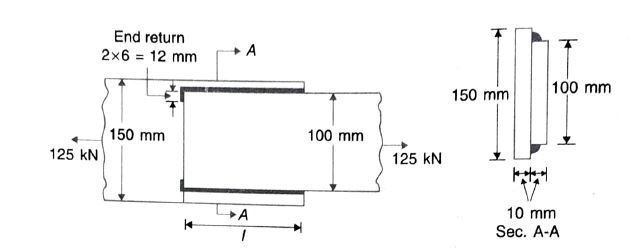 End return
2×6 = 12 mm
A
150 mm
100 mm
125 kN
125 kN
A
l
150 mm
100 mm
10 mm
Sec. A-A